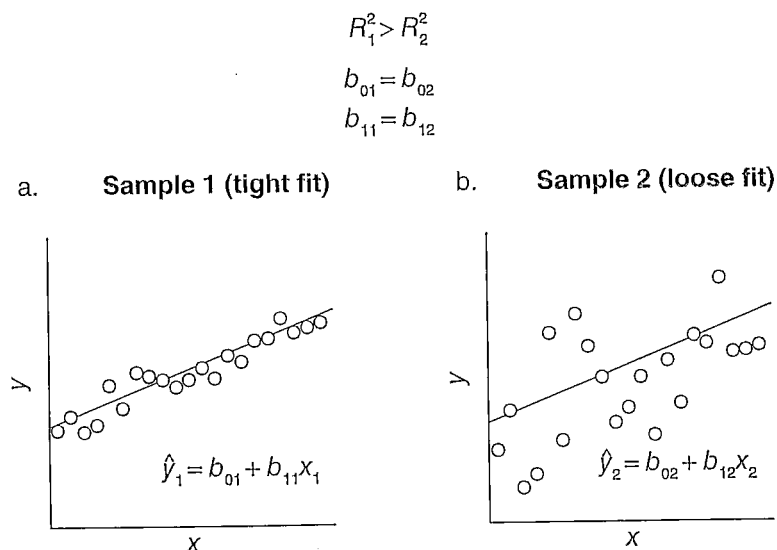 R₁² > R₂²
b₀₁ = b₀₂
b₁₁ = b₁₂
a. Sample 1 (tight fit)
y
ŷ₁ = b₀₁ + b₁₁x₁
x
b. Sample 2 (loose fit)
y
ŷ₂ = b₀₂ + b₁₂x₂
x